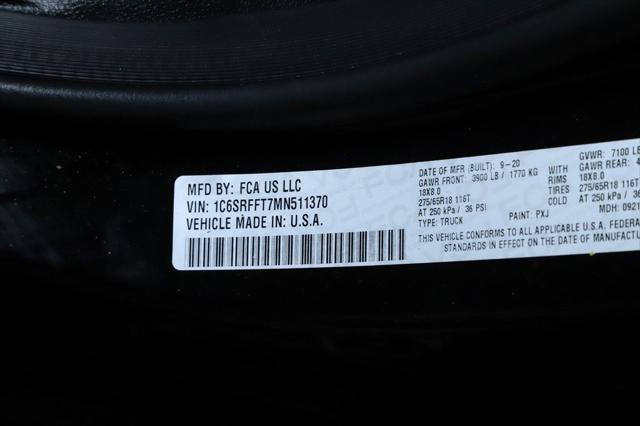 MFD BY: FCA US LLC
VIN: 1C6SRFFT7MN511370
VEHICLE MADE IN: U.S.A.
DATE OF MFR (BUILT): 9-20
GAWR FRONT: 3900 LB / 1770 KG
18X8.0
275/65R18 116T
AT 250 kPa / 36 PSI
TYPE: TRUCK
PAINT: PXJ
GVWR: 7100 LB
GAWR REAR: 4
RIMS 18X8.0
TIRES 275/65R18 116T
COLD AT 250 kPa / 36
MDH: 0921
THIS VEHICLE CONFORMS TO ALL APPLICABLE U.S.A. FEDERA
STANDARDS IN EFFECT ON THE DATE OF MANUFACTU